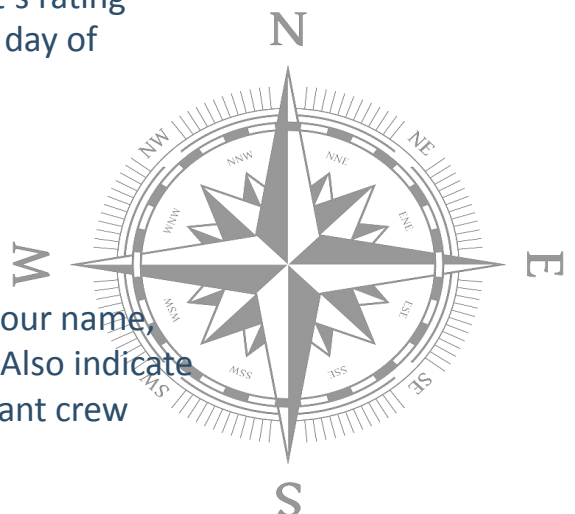 's rating
day of
N
NW
NE
NNW
NNE
WNW
ENE
W
E
WSW
ESE
our name,
Also indicate
SW
SSW
SSE
SE
ant crew
S